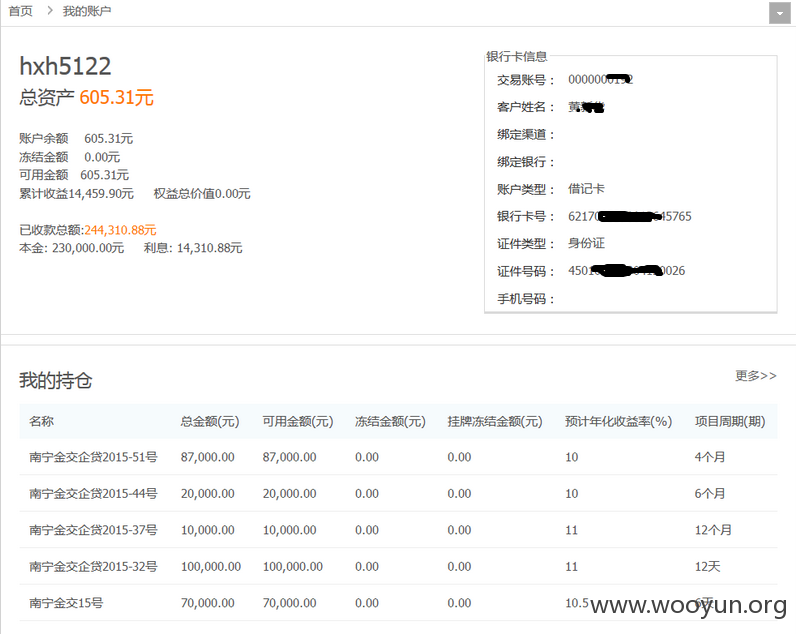 首页 > 我的账户
hxh5122
总资产 605.31元
账户余额 605.31元
冻结金额 0.00元
可用金额 605.31元
累计收益14,459.90元 权益总价值0.00元
已收款总额:244,310.88元
本金: 230,000.00元 利息: 14,310.88元
银行卡信息
交易账号：
客户姓名：
绑定渠道：
绑定银行：
账户类型： 借记卡
银行卡号： 6217 45765
证件类型： 身份证
证件号码： 4501 0026
手机号码：
我的持仓
更多>>
名称 总金额(元) 可用金额(元) 冻结金额(元) 挂牌冻结金额(元) 预计年化收益率(%) 项目周期(期)
南宁金交企贷2015-51号 87,000.00 87,000.00 0.00 0.00 10 4个月
南宁金交企贷2015-44号 20,000.00 20,000.00 0.00 0.00 10 6个月
南宁金交企贷2015-37号 10,000.00 10,000.00 0.00 0.00 11 12个月
南宁金交企贷2015-32号 100,000.00 100,000.00 0.00 0.00 11 12天
南宁金交15号 70,000.00 70,000.00 0.00 0.00 10.5 6天
www.wooyun.org